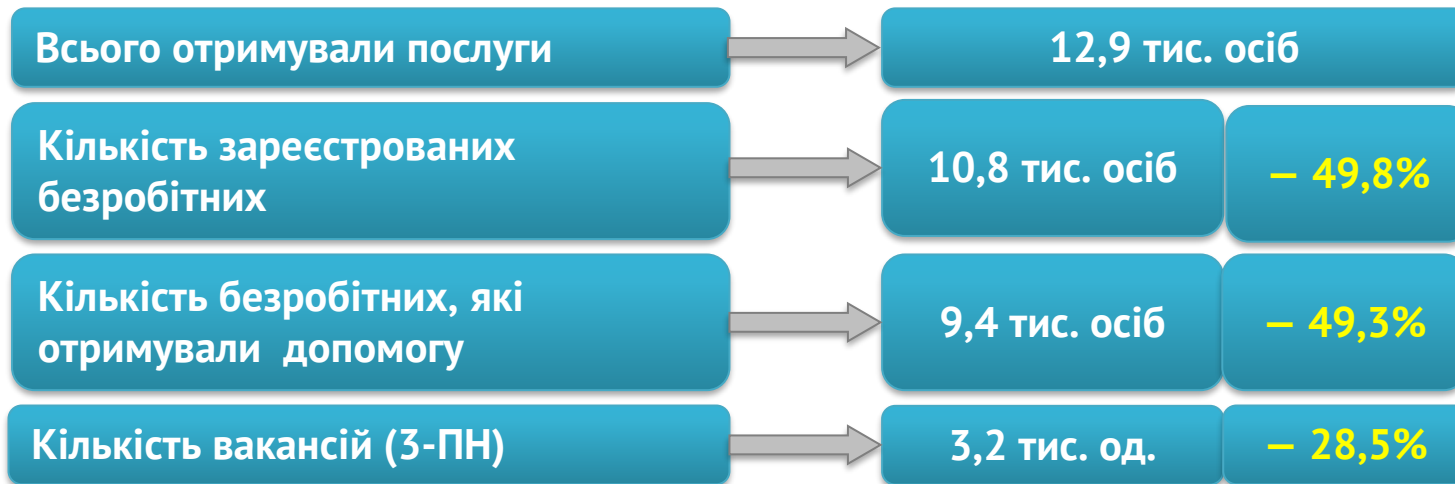 Всього отримували послуги
12,9 тис. осіб
Кількість зареєстрованих
безробітних
10,8 тис. осіб
– 49,8%
Кількість безробітних, які
отримували допомогу
9,4 тис. осіб
– 49,3%
Кількість вакансій (3-ПН)
3,2 тис. од.
– 28,5%